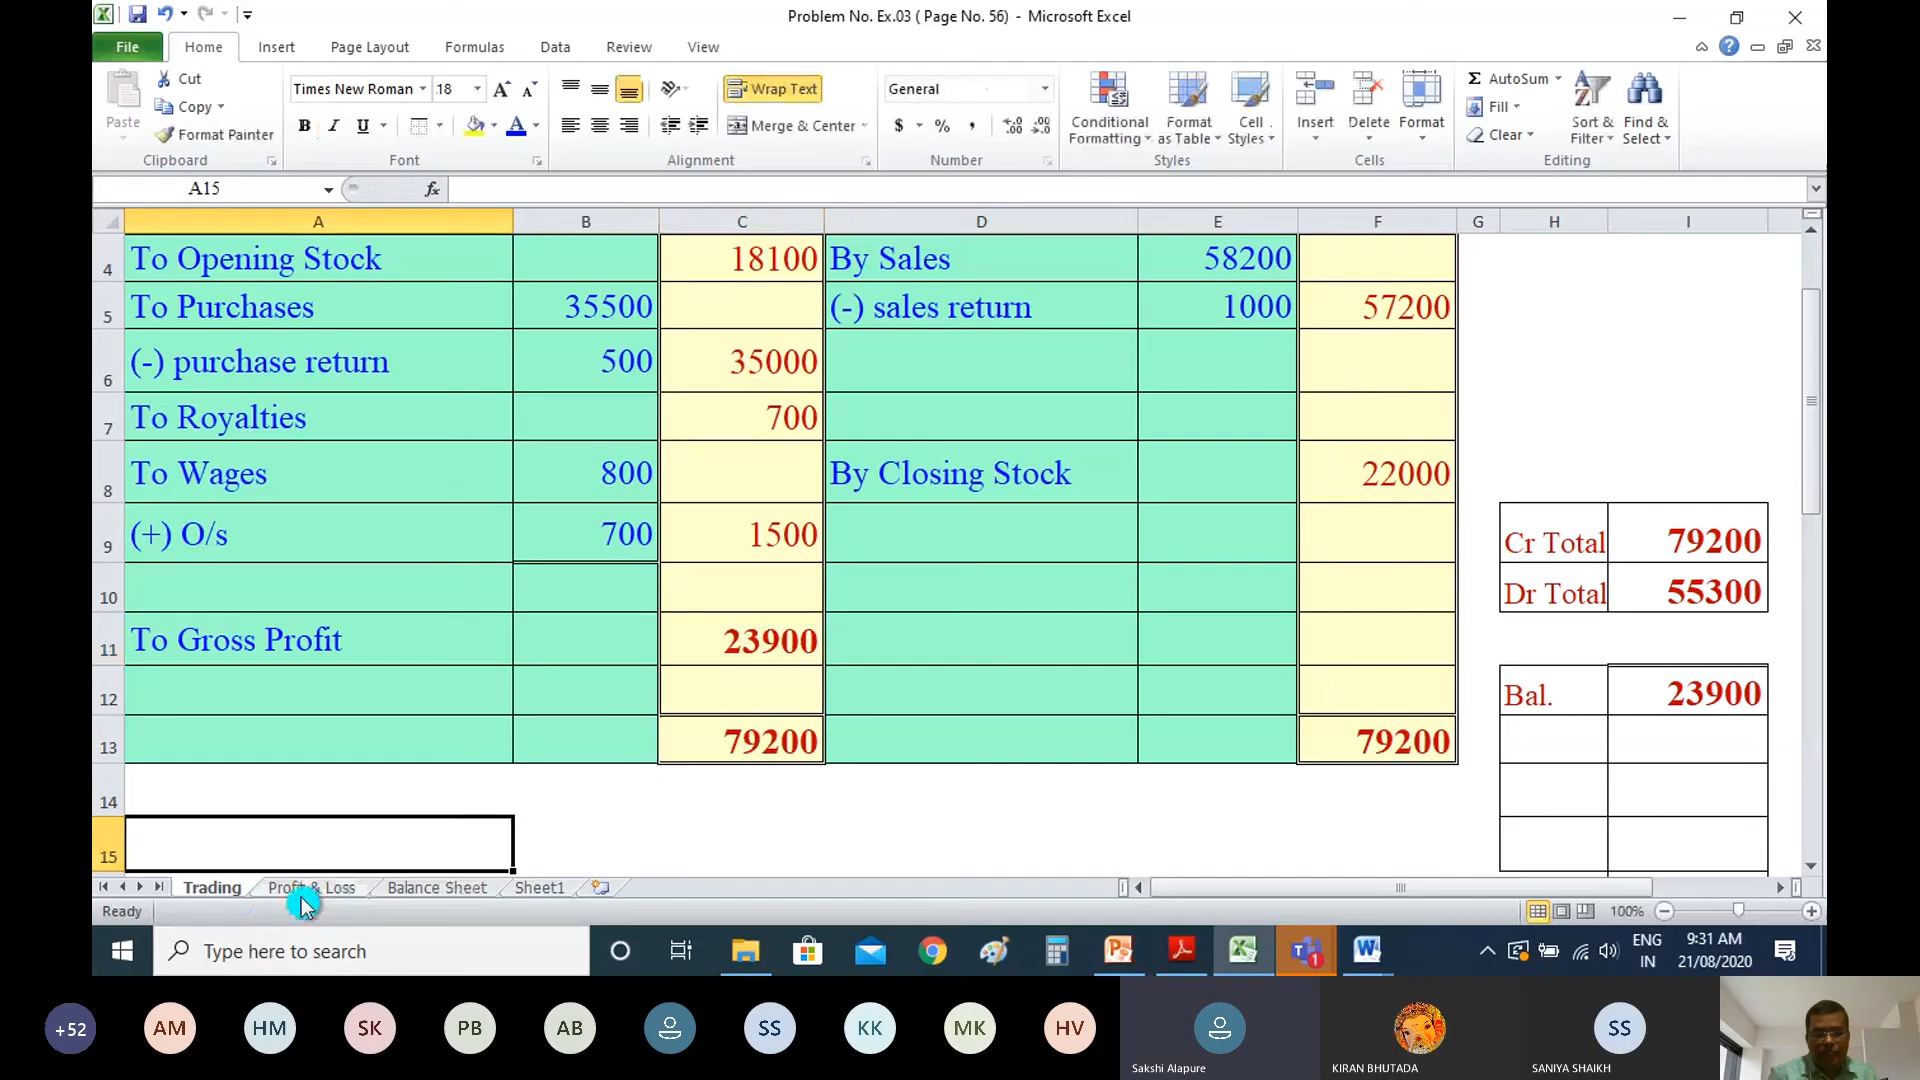 Problem No. Ex.03 ( Page No. 56) - Microsoft Excel
File Home Insert Page Layout Formulas Data Review View
Paste
Cut
Copy
Format Painter
Clipboard
Times New Roman 18
B I U
Font
Wrap Text
Merge & Center
Alignment
General
$ % ,
Number
Conditional Formatting
Format as Table
Cell Styles
Styles
Insert
Delete
Format
Cells
AutoSum
Fill
Clear
Sort & Filter
Find & Select
Editing
A15 fx
A B C D E F G H I
4 To Opening Stock 18100 By Sales 58200
5 To Purchases 35500 (-) sales return 1000 57200
6 (-) purchase return 500 35000
7 To Royalties 700
8 To Wages 800 By Closing Stock 22000
9 (+) O/s 700 1500 Cr Total 79200
10 Dr Total 55300
11 To Gross Profit 23900
12 Bal. 23900
13 79200 79200
14
15
Trading Profit & Loss Balance Sheet Sheet1
Ready 100%
Type here to search
ENG
IN
9:31 AM
21/08/2020
+52 AM HM SK PB AB SS KK MK HV SS
Sakshi Alapure KIRAN BHUTADA SANIYA SHAIKH